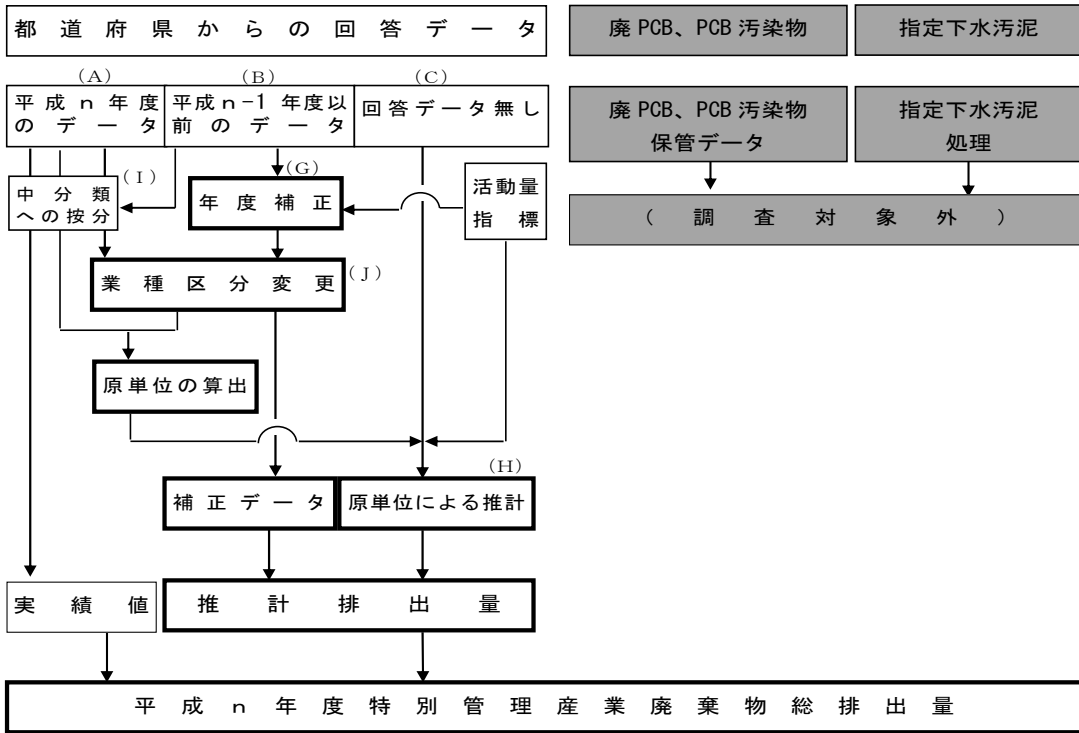 都道府県からの回答データ
廃PCB、PCB汚染物
指定下水汚泥
(A)
(B)
(C)
平成n年度
のデータ
平成n-1年度以
前のデータ
回答データ無し
廃PCB、PCB汚染物
保管データ
指定下水汚泥
処理
(I)
(G)
中分類
への按分
年度補正
活動量
指標
(調査対象外)
業種区分変更
(J)
原単位の算出
(H)
補正データ
原単位による推計
実績値
推計排出量
平成n年度特別管理産業廃棄物総排出量